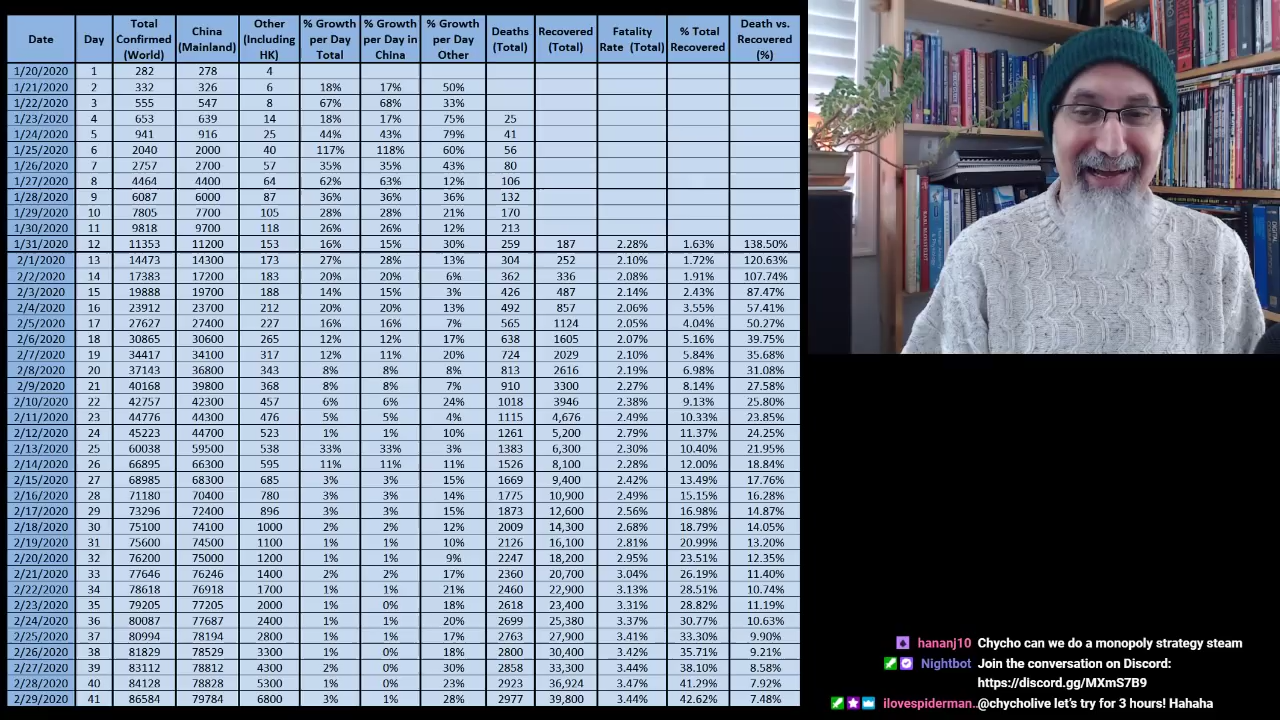 Date Day Total Confirmed (World) China (Mainland) Other (Including HK) % Growth per Day Total % Growth per Day in China % Growth per Day Other Deaths (Total) Recovered (Total) Fatality Rate (Total) % Total Recovered Death vs. Recovered (%)
1/20/2020 1 282 278 4
1/21/2020 2 332 326 6 18% 17% 50%
1/22/2020 3 555 547 8 67% 68% 33%
1/23/2020 4 653 639 14 18% 17% 75% 25
1/24/2020 5 941 916 25 44% 43% 79% 41
1/25/2020 6 2040 2000 40 117% 118% 60% 56
1/26/2020 7 2757 2700 57 35% 35% 43% 80
1/27/2020 8 4464 4400 64 62% 63% 12% 106
1/28/2020 9 6087 6000 87 36% 36% 36% 132
1/29/2020 10 7805 7700 105 28% 28% 21% 170
1/30/2020 11 9818 9700 118 26% 26% 12% 213
1/31/2020 12 11353 11200 153 16% 15% 30% 259 187 2.28% 1.63% 138.50%
2/1/2020 13 14473 14300 173 27% 28% 13% 304 252 2.10% 1.72% 120.63%
2/2/2020 14 17383 17200 183 20% 20% 6% 362 336 2.08% 1.91% 107.74%
2/3/2020 15 19888 19700 188 14% 15% 3% 426 487 2.14% 2.43% 87.47%
2/4/2020 16 23912 23700 212 20% 20% 13% 492 857 2.06% 3.55% 57.41%
2/5/2020 17 27627 27400 227 16% 16% 7% 565 1124 2.05% 4.04% 50.27%
2/6/2020 18 30865 30600 265 12% 12% 17% 638 1605 2.07% 5.16% 39.75%
2/7/2020 19 34417 34100 317 12% 11% 20% 724 2029 2.10% 5.84% 35.68%
2/8/2020 20 37143 36800 343 8% 8% 8% 813 2616 2.19% 6.98% 31.08%
2/9/2020 21 40168 39800 368 8% 8% 7% 910 3300 2.27% 8.14% 27.58%
2/10/2020 22 42757 42300 457 6% 6% 24% 1018 3946 2.38% 9.13% 25.80%
2/11/2020 23 44776 44300 476 5% 5% 4% 1115 4,676 2.49% 10.33% 23.85%
2/12/2020 24 45223 44700 523 1% 1% 10% 1261 5,200 2.79% 11.37% 24.25%
2/13/2020 25 60038 59500 538 33% 33% 3% 1383 6,300 2.30% 10.40% 21.95%
2/14/2020 26 66895 66300 595 11% 11% 11% 1526 8,100 2.28% 12.00% 18.84%
2/15/2020 27 68985 68300 685 3% 3% 15% 1669 9,400 2.42% 13.49% 17.76%
2/16/2020 28 71180 70400 780 3% 3% 14% 1775 10,900 2.49% 15.15% 16.28%
2/17/2020 29 73296 72400 896 3% 3% 15% 1873 12,600 2.56% 16.98% 14.87%
2/18/2020 30 75100 74100 1000 2% 2% 12% 2009 14,300 2.68% 18.79% 14.05%
2/19/2020 31 75600 74500 1100 1% 1% 10% 2126 16,100 2.81% 20.99% 13.20%
2/20/2020 32 76200 75000 1200 1% 1% 9% 2247 18,200 2.95% 23.51% 12.35%
2/21/2020 33 77646 76246 1400 2% 2% 17% 2360 20,700 3.04% 26.19% 11.40%
2/22/2020 34 78618 76918 1700 1% 1% 21% 2460 22,900 3.13% 28.51% 10.74%
2/23/2020 35 79205 77205 2000 1% 0% 18% 2618 23,400 3.31% 28.82% 11.19%
2/24/2020 36 80087 77687 2400 1% 1% 20% 2699 25,380 3.37% 30.77% 10.63%
2/25/2020 37 80994 78194 2800 1% 1% 17% 2763 27,900 3.41% 33.30% 9.90%
2/26/2020 38 81829 78529 3300 1% 0% 18% 2800 30,400 3.42% 35.71% 9.21%
2/27/2020 39 83112 78812 4300 2% 0% 30% 2858 33,300 3.44% 38.10% 8.58%
2/28/2020 40 84128 78828 5300 1% 0% 23% 2923 36,924 3.47% 41.29% 7.92%
2/29/2020 41 86584 79784 6800 3% 1% 28% 2977 39,800 3.44% 42.62% 7.48%
hananj10 Chycho can we do a monopoly strategy steam
Nightbot Join the conversation on Discord:
https://discord.gg/MXmS7B9
ilovespiderman.. @chycholive let's try for 3 hours! Hahaha